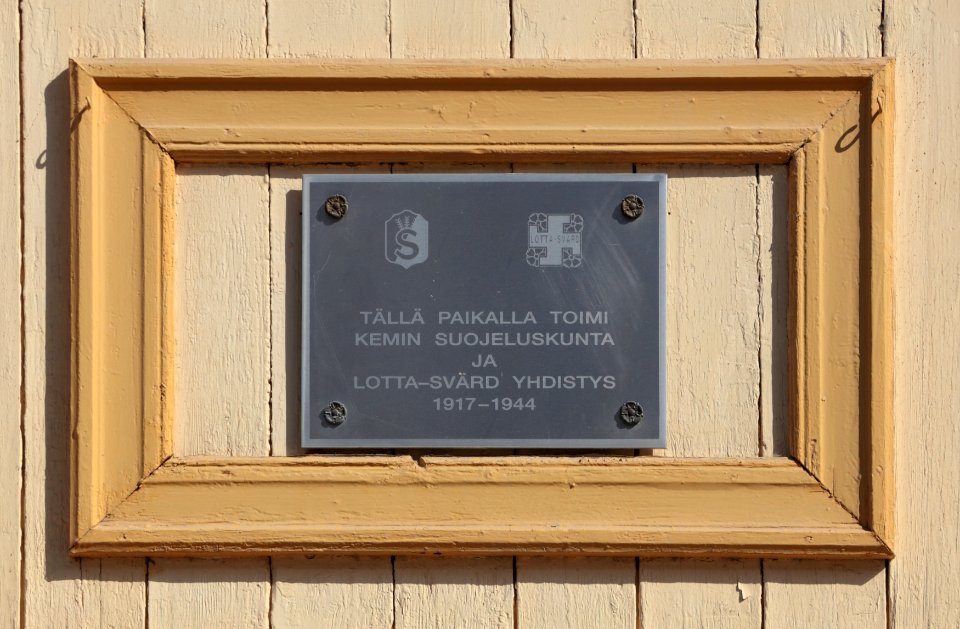 S
LOTTA-SVÄRD
TÄLLÄ PAIKALLA TOIMI
KEMIN SUOJELUSKUNTA
JA
LOTTA–SVÄRD YHDISTYS
1917–1944